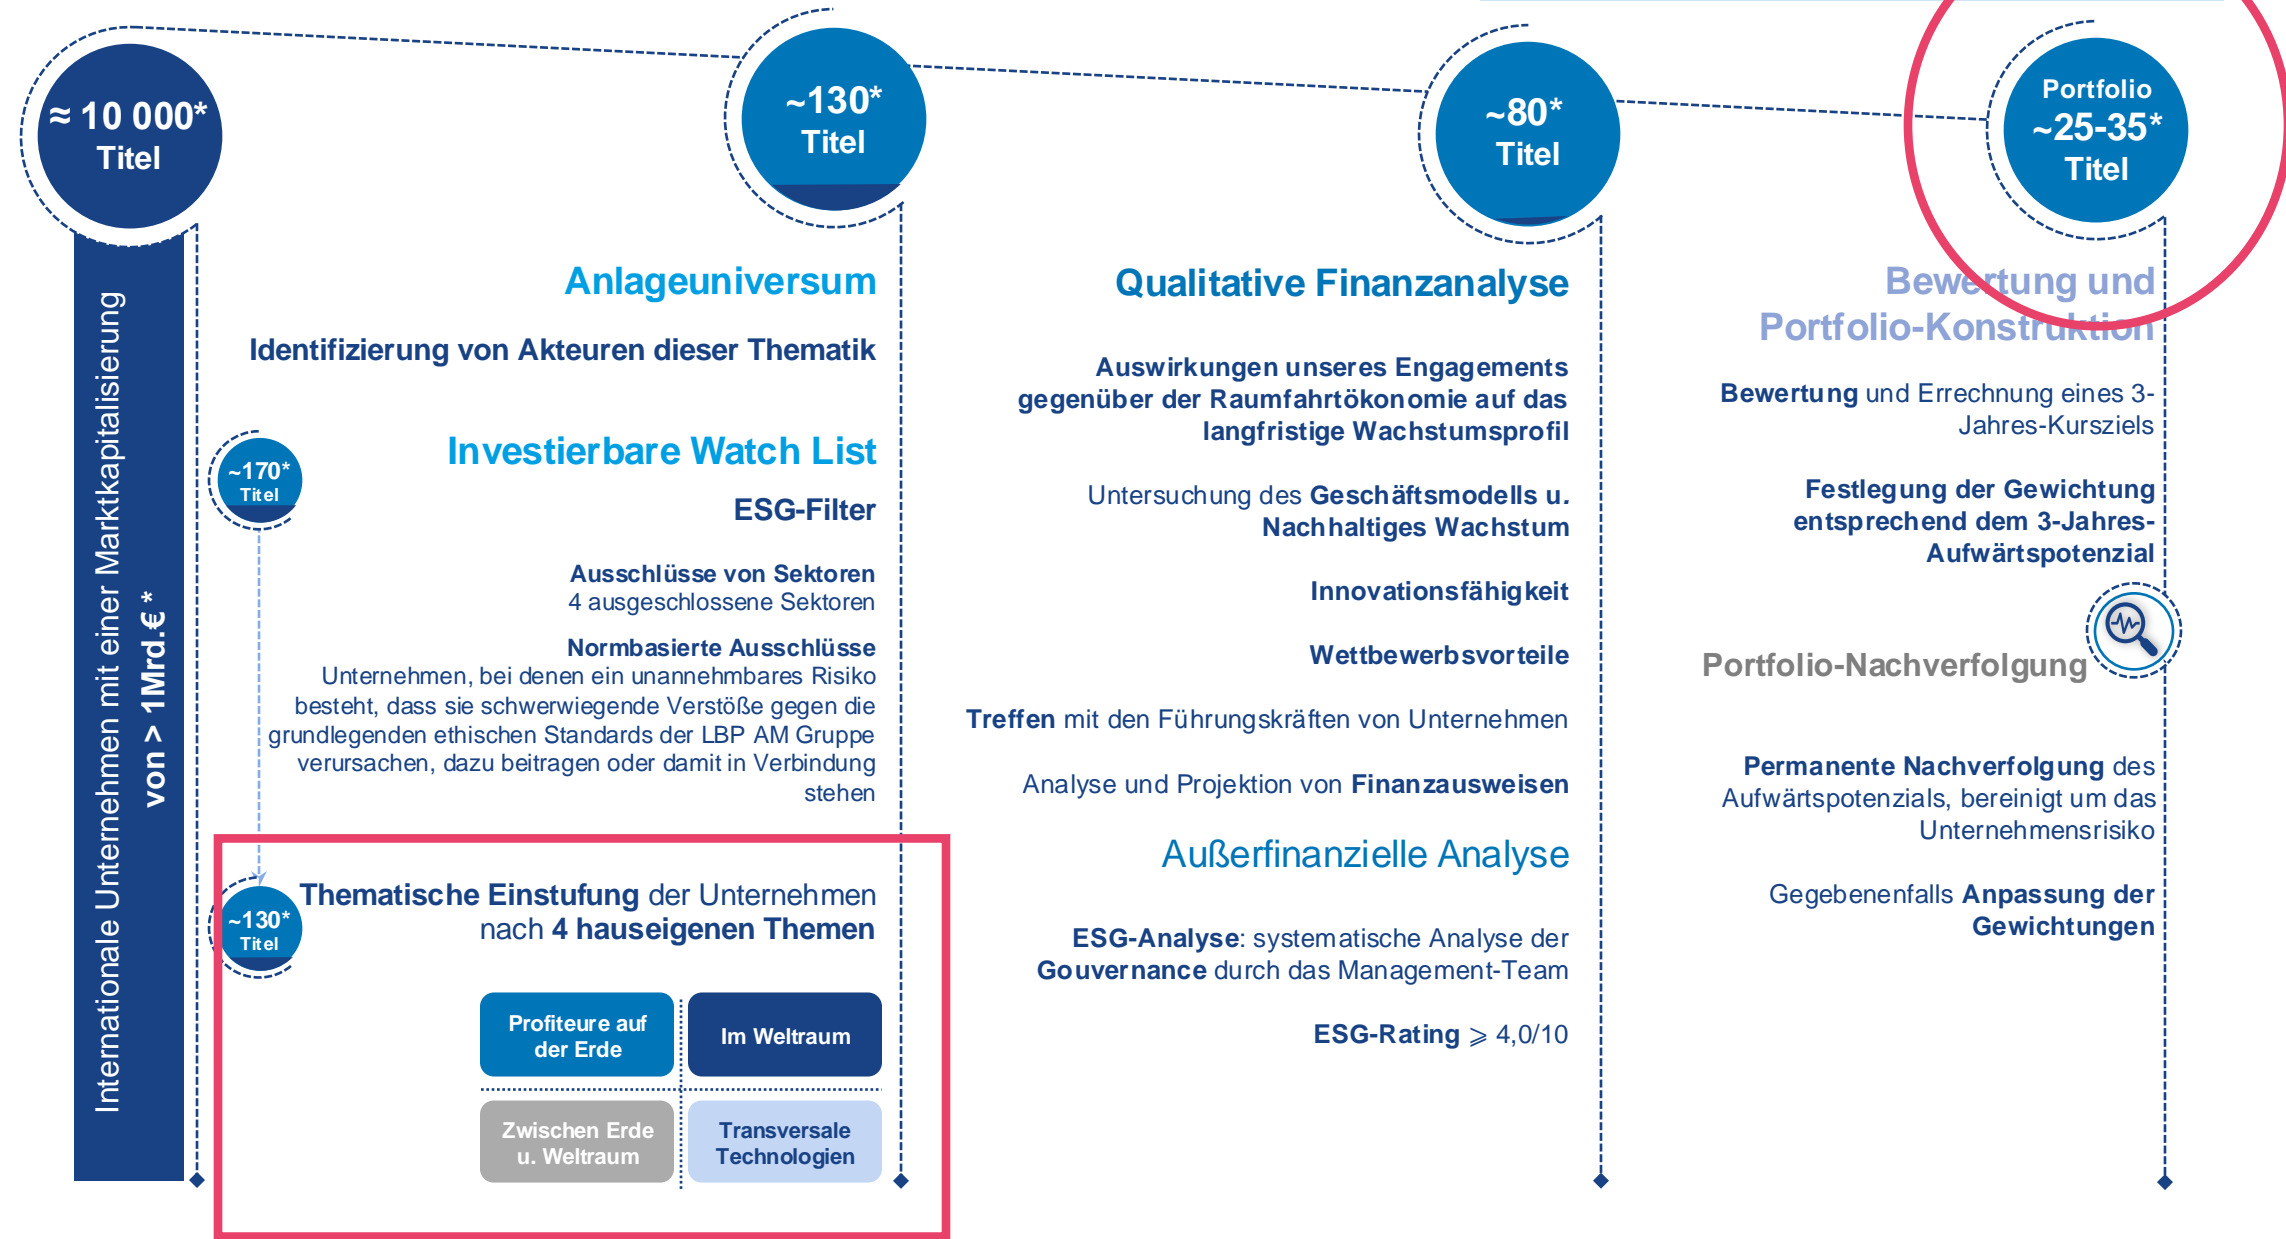 ≈ 10 000*
Titel
~130*
Titel
~80*
Titel
Portfolio
~25-35*
Titel
Internationale Unternehmen mit einer Marktkapitalisierung
von > 1Mrd.€ *
Anlageuniversum
Identifizierung von Akteuren dieser Thematik
~170*
Titel
Investierbare Watch List
ESG-Filter
Ausschlüsse von Sektoren
4 ausgeschlossene Sektoren
Normbasierte Ausschlüsse
Unternehmen, bei denen ein unannehmbares Risiko
besteht, dass sie schwerwiegende Verstöße gegen die
grundlegenden ethischen Standards der LBP AM Gruppe
verursachen, dazu beitragen oder damit in Verbindung
stehen
~130*
Titel
Thematische Einstufung der Unternehmen
nach 4 hauseigenen Themen
Profiteure auf
der Erde
Im Weltraum
Zwischen Erde
u. Weltraum
Transversale
Technologien
Qualitative Finanzanalyse
Auswirkungen unseres Engagements
gegenüber der Raumfahrtökonomie auf das
langfristige Wachstumsprofil
Untersuchung des Geschäftsmodells u.
Nachhaltiges Wachstum
Innovationsfähigkeit
Wettbewerbsvorteile
Treffen mit den Führungskräften von Unternehmen
Analyse und Projektion von Finanzausweisen
Außerfinanzielle Analyse
ESG-Analyse: systematische Analyse der
Gouvernance durch das Management-Team
ESG-Rating ⩾ 4,0/10
Bewertung und
Portfolio-Konstruktion
Bewertung und Errechnung eines 3-
Jahres-Kursziels
Festlegung der Gewichtung
entsprechend dem 3-Jahres-
Aufwärtspotenzial
Portfolio-Nachverfolgung
Permanente Nachverfolgung des
Aufwärtspotenzials, bereinigt um das
Unternehmensrisiko
Gegebenenfalls Anpassung der
Gewichtungen